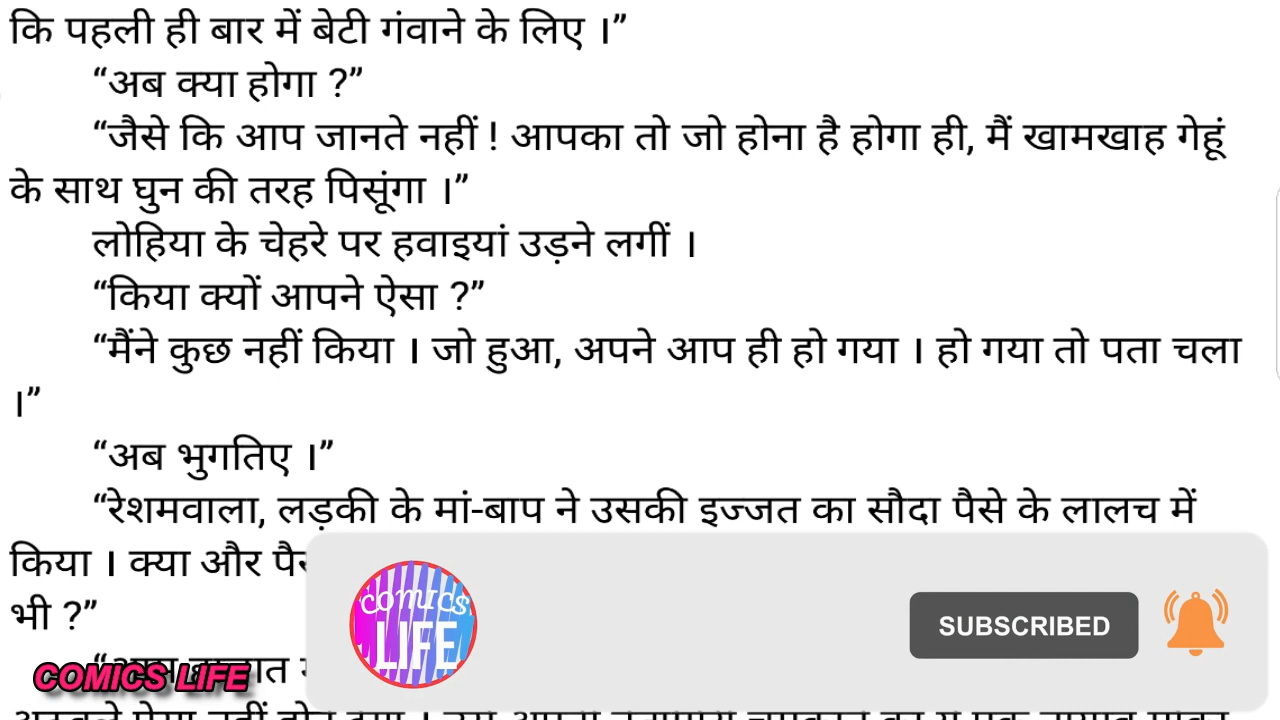 कि पहली ही बार में बेटी गंवाने के लिए ।”
“अब क्या होगा ?”
“जैसे कि आप जानते नहीं ! आपका तो जो होना है होगा ही, मैं खामखाह गेहूं
के साथ घुन की तरह पिसूंगा ।”
लोहिया के चेहरे पर हवाइयां उड़ने लगीं ।
“किया क्यों आपने ऐसा ?”
“मैंने कुछ नहीं किया । जो हुआ, अपने आप ही हो गया । हो गया तो पता चला
।”
“अब भुगतिए ।”
“रेशमवाला, लड़की के मां-बाप ने उसकी इज्जत का सौदा पैसे के लालच में
किया । क्या और
भी ?”
comics
LIFE
SUBSCRIBED
COMICS LIFE